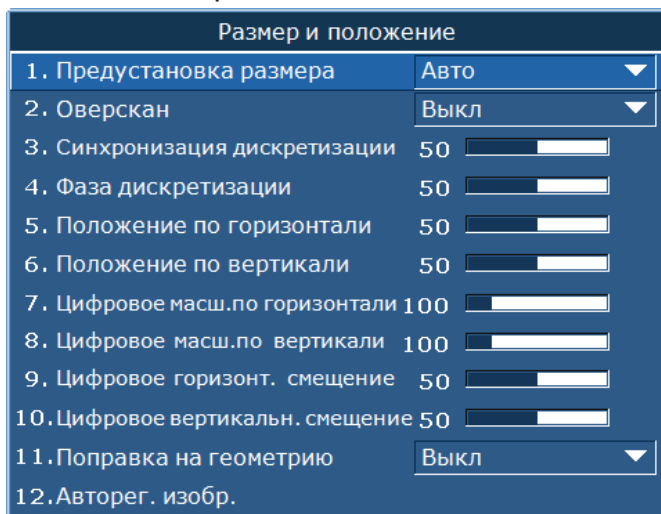 Размер и положение
1. Предустановка размера Авто
2. Оверскан Выкл
3. Синхронизация дискретизации 50
4. Фаза дискретизации 50
5. Положение по горизонтали 50
6. Положение по вертикали 50
7. Цифровое масш.по горизонтали 100
8. Цифровое масш.по вертикали 100
9. Цифровое горизонт. смещение 50
10.Цифровое вертикальн. смещение 50
11.Поправка на геометрию Выкл
12.Авторег. изобр.